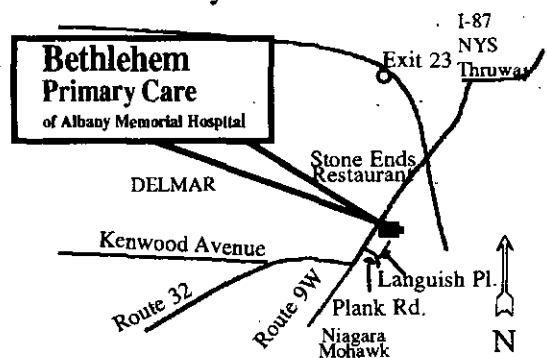 I-87
NYS
Thruway
Exit 23
Bethlehem
Primary Care
of Albany Memorial Hospital
Stone Ends
Restaurant
DELMAR
Kenwood Avenue
Languish Pl.
Route 32
Route 9W
Plank Rd.
Niagara
Mohawk
N